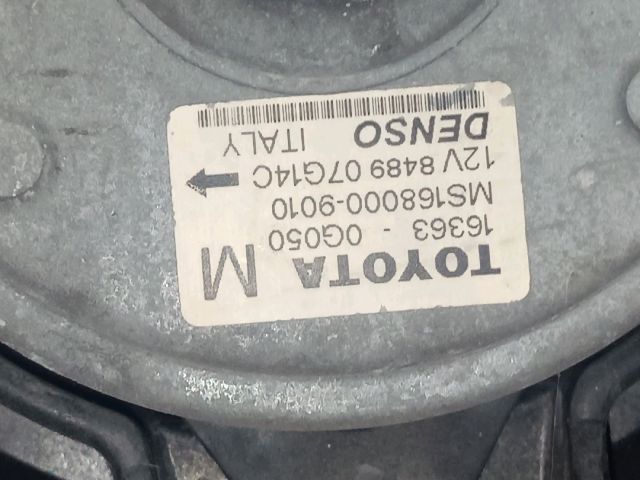 TOYOTA M
16363 - 0G050
MS168000-9010
12V 8489 07G14C
DENSO ITALY